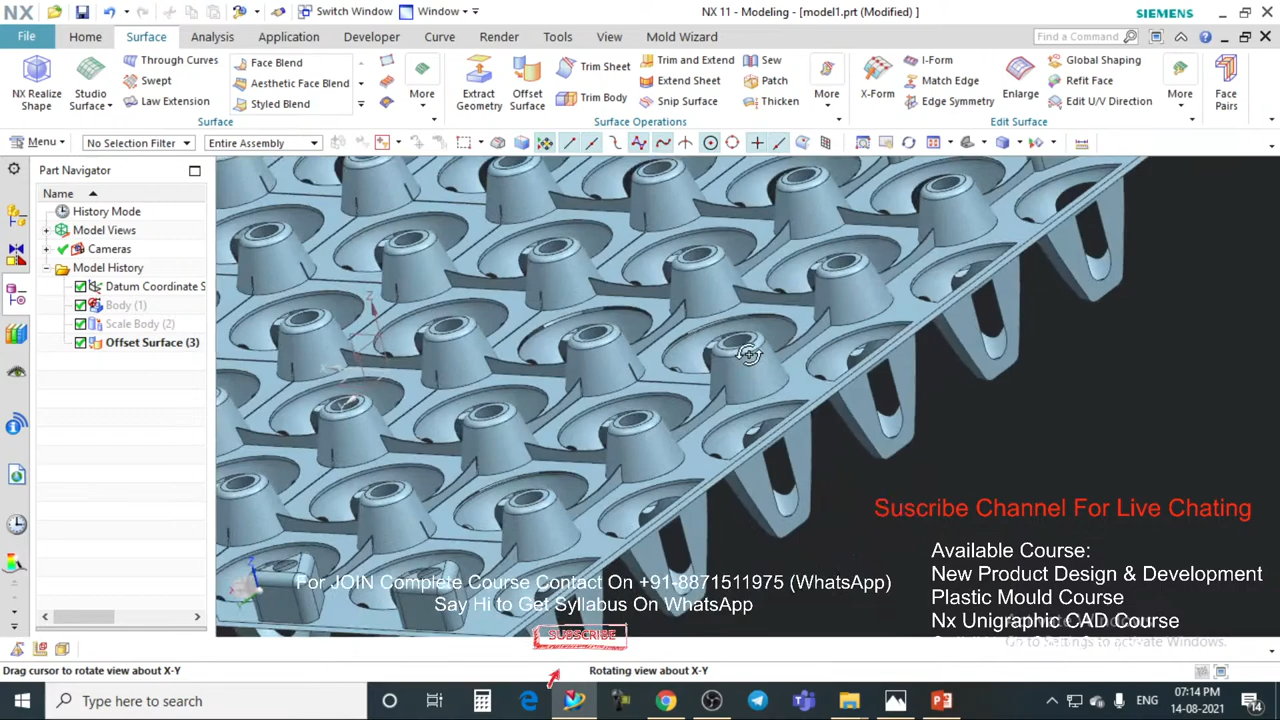 NX
Switch Window
Window
NX 11 - Modeling - [model1.prt (Modified) ]
SIEMENS
File
Home
Surface
Analysis
Application
Developer
Curve
Render
Tools
View
Mold Wizard
Find a Command
NX Realize
Shape
Studio
Surface
Through Curves
Swept
Law Extension
Face Blend
Aesthetic Face Blend
Styled Blend
More
Surface
Extract
Geometry
Offset
Surface
Trim Sheet
Trim Body
Trim and Extend
Extend Sheet
Snip Surface
Sew
Patch
Thicken
More
Surface Operations
X-Form
I-Form
Match Edge
Edge Symmetry
Enlarge
Global Shaping
Refit Face
Edit U/V Direction
More
Edit Surface
Face
Pairs
Menu
No Selection Filter
Entire Assembly
Part Navigator
Name
History Mode
Model Views
Cameras
Model History
Datum Coordinate S
Body (1)
Scale Body (2)
Offset Surface (3)
Z
Suscribe Channel For Live Chating
Available Course:
New Product Design & Development
Plastic Mould Course
Nx Unigraphic CAD Course
Go to Settings to activate Windows.
For JOIN Complete Course Contact On +91-8871511975 (WhatsApp)
Say Hi to Get Syllabus On WhatsApp
SUBSCRIBE
Drag cursor to rotate view about X-Y
Rotating view about X-Y
Type here to search
ENG
07:14 PM
14-08-2021
14